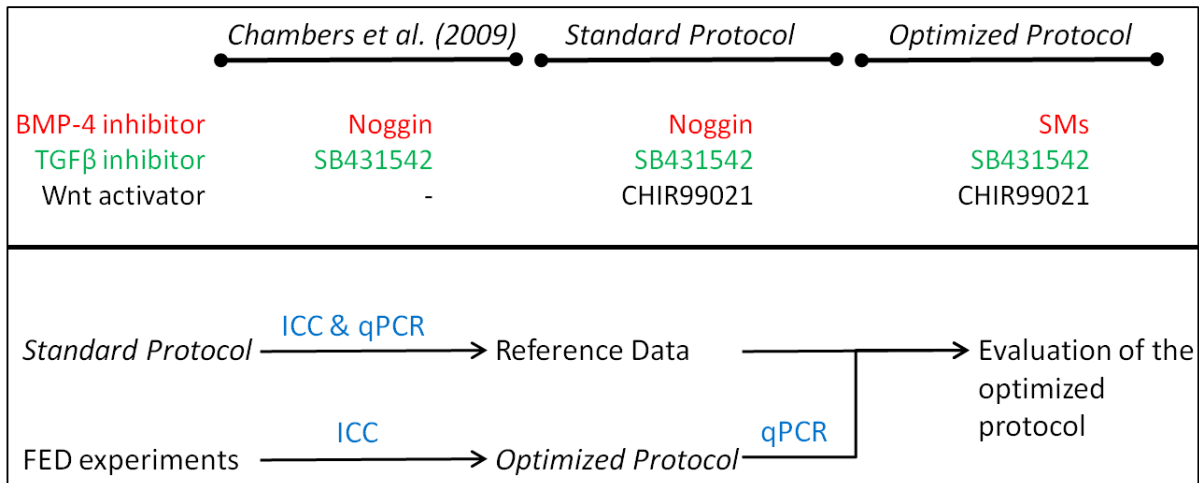 Chambers et al. (2009) Standard Protocol Optimized Protocol
BMP-4 inhibitor Noggin Noggin SMs
TGFβ inhibitor SB431542 SB431542 SB431542
Wnt activator - CHIR99021 CHIR99021
ICC & qPCR
Standard Protocol Reference Data Evaluation of the
optimized
protocol
ICC qPCR
FED experiments Optimized Protocol